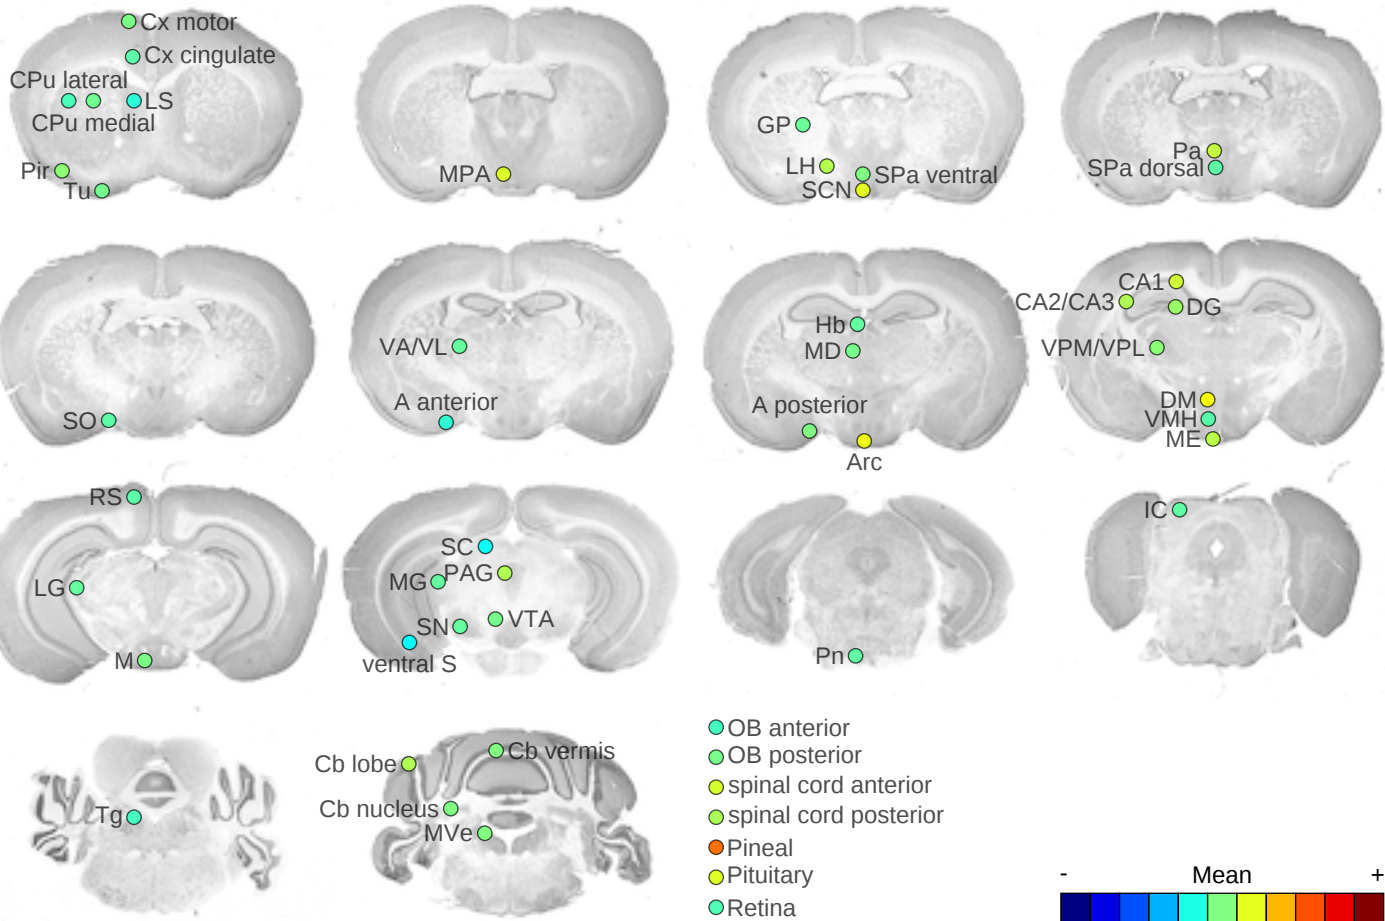 Cx motor
Cx cingulate
CPu lateral
LS
CPu medial
Pir
Tu
MPA
GP
LH
SPa ventral
SCN
Pa
SPa dorsal
SO
VA/VL
A anterior
Hb
MD
A posterior
Arc
CA1
CA2/CA3
DG
VPM/VPL
DM
VMH
ME
RS
LG
M
SC
MG
PAG
SN
VTA
ventral S
Pn
IC
Tg
Cb lobe
Cb vermis
Cb nucleus
MVe
OB anterior
OB posterior
spinal cord anterior
spinal cord posterior
Pineal
Pituitary
Retina
- Mean +